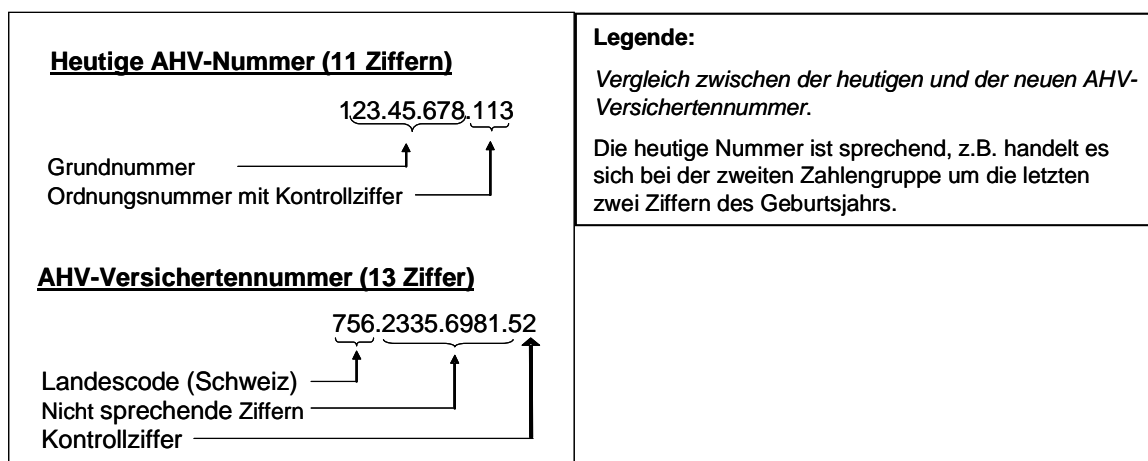 Heutige AHV-Nummer (11 Ziffern)
123.45.678.113
Grundnummer
Ordnungsnummer mit Kontrollziffer
AHV-Versichertennummer (13 Ziffer)
756.2335.6981.52
Landescode (Schweiz)
Nicht sprechende Ziffern
Kontrollziffer
Legende:
Vergleich zwischen der heutigen und der neuen AHV-
Versichertennummer.
Die heutige Nummer ist sprechend, z.B. handelt es
sich bei der zweiten Zahlengruppe um die letzten
zwei Ziffern des Geburtsjahrs.